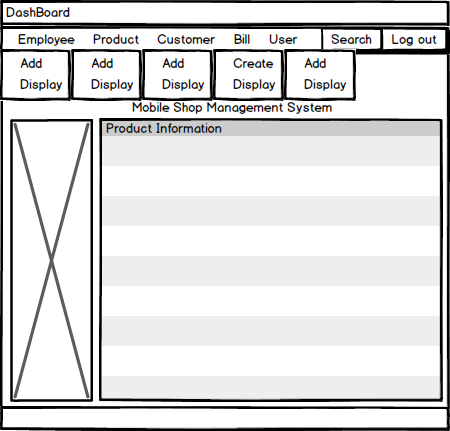 DashBoard
Employee Product Customer Bill User Search Log out
Add Add Add Create Add
Display Display Display Display Display
Mobile Shop Management System
Product Information